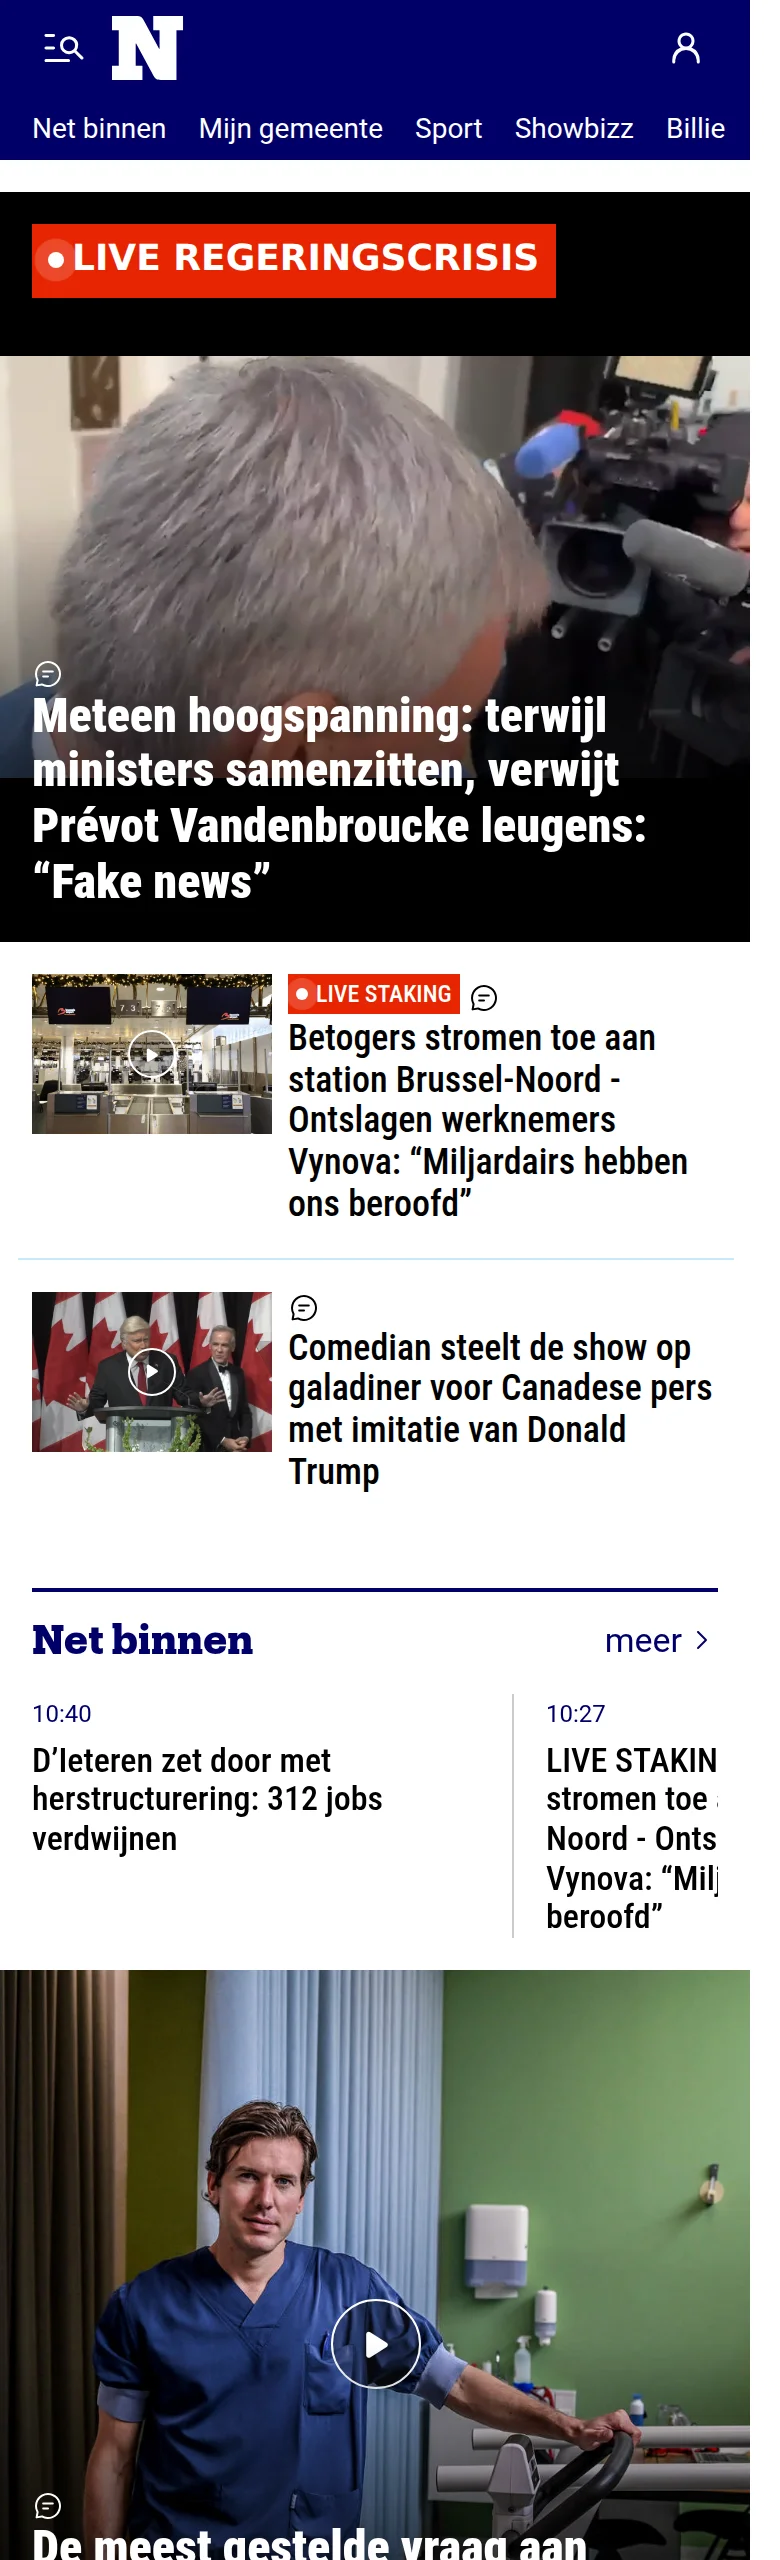 N
Net binnen Mijn gemeente Sport Showbizz Billie
LIVE REGERINGSCRISIS
Meteen hoogspanning: terwijl
ministers samenzitten, verwijt
Prévot Vandenbroucke leugens:
“Fake news”
7.3
LIVE STAKING
Betogers stromen toe aan
station Brussel-Noord -
Ontslagen werknemers
Vynova: “Miljardairs hebben
ons beroofd”
Comedian steelt de show op
galadiner voor Canadese pers
met imitatie van Donald
Trump
Net binnen
meer
10:40
D’Ieteren zet door met
herstructurering: 312 jobs
verdwijnen
10:27
LIVE STAKIN
stromen toe
Noord - Onts
Vynova: “Milj
beroofd”
De meest gestelde vraag aan